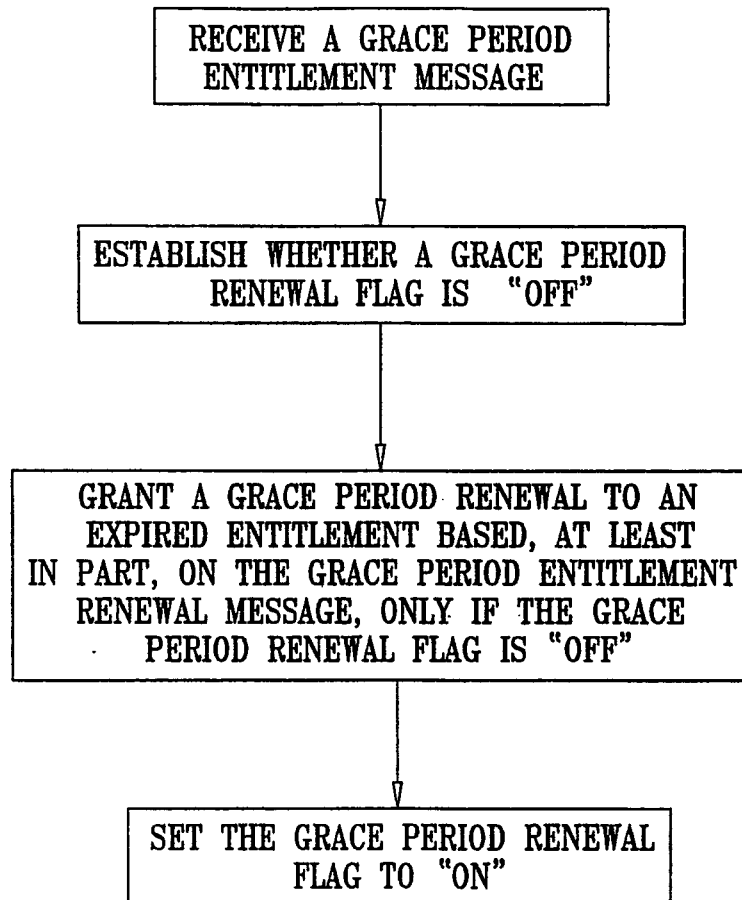 RECEIVE A GRACE PERIOD
ENTITLEMENT MESSAGE
ESTABLISH WHETHER A GRACE PERIOD
RENEWAL FLAG IS “OFF”
GRANT A GRACE PERIOD RENEWAL TO AN
EXPIRED ENTITLEMENT BASED, AT LEAST
IN PART, ON THE GRACE PERIOD ENTITLEMENT
RENEWAL MESSAGE, ONLY IF THE GRACE
PERIOD RENEWAL FLAG IS “OFF”
SET THE GRACE PERIOD RENEWAL
FLAG TO “ON”